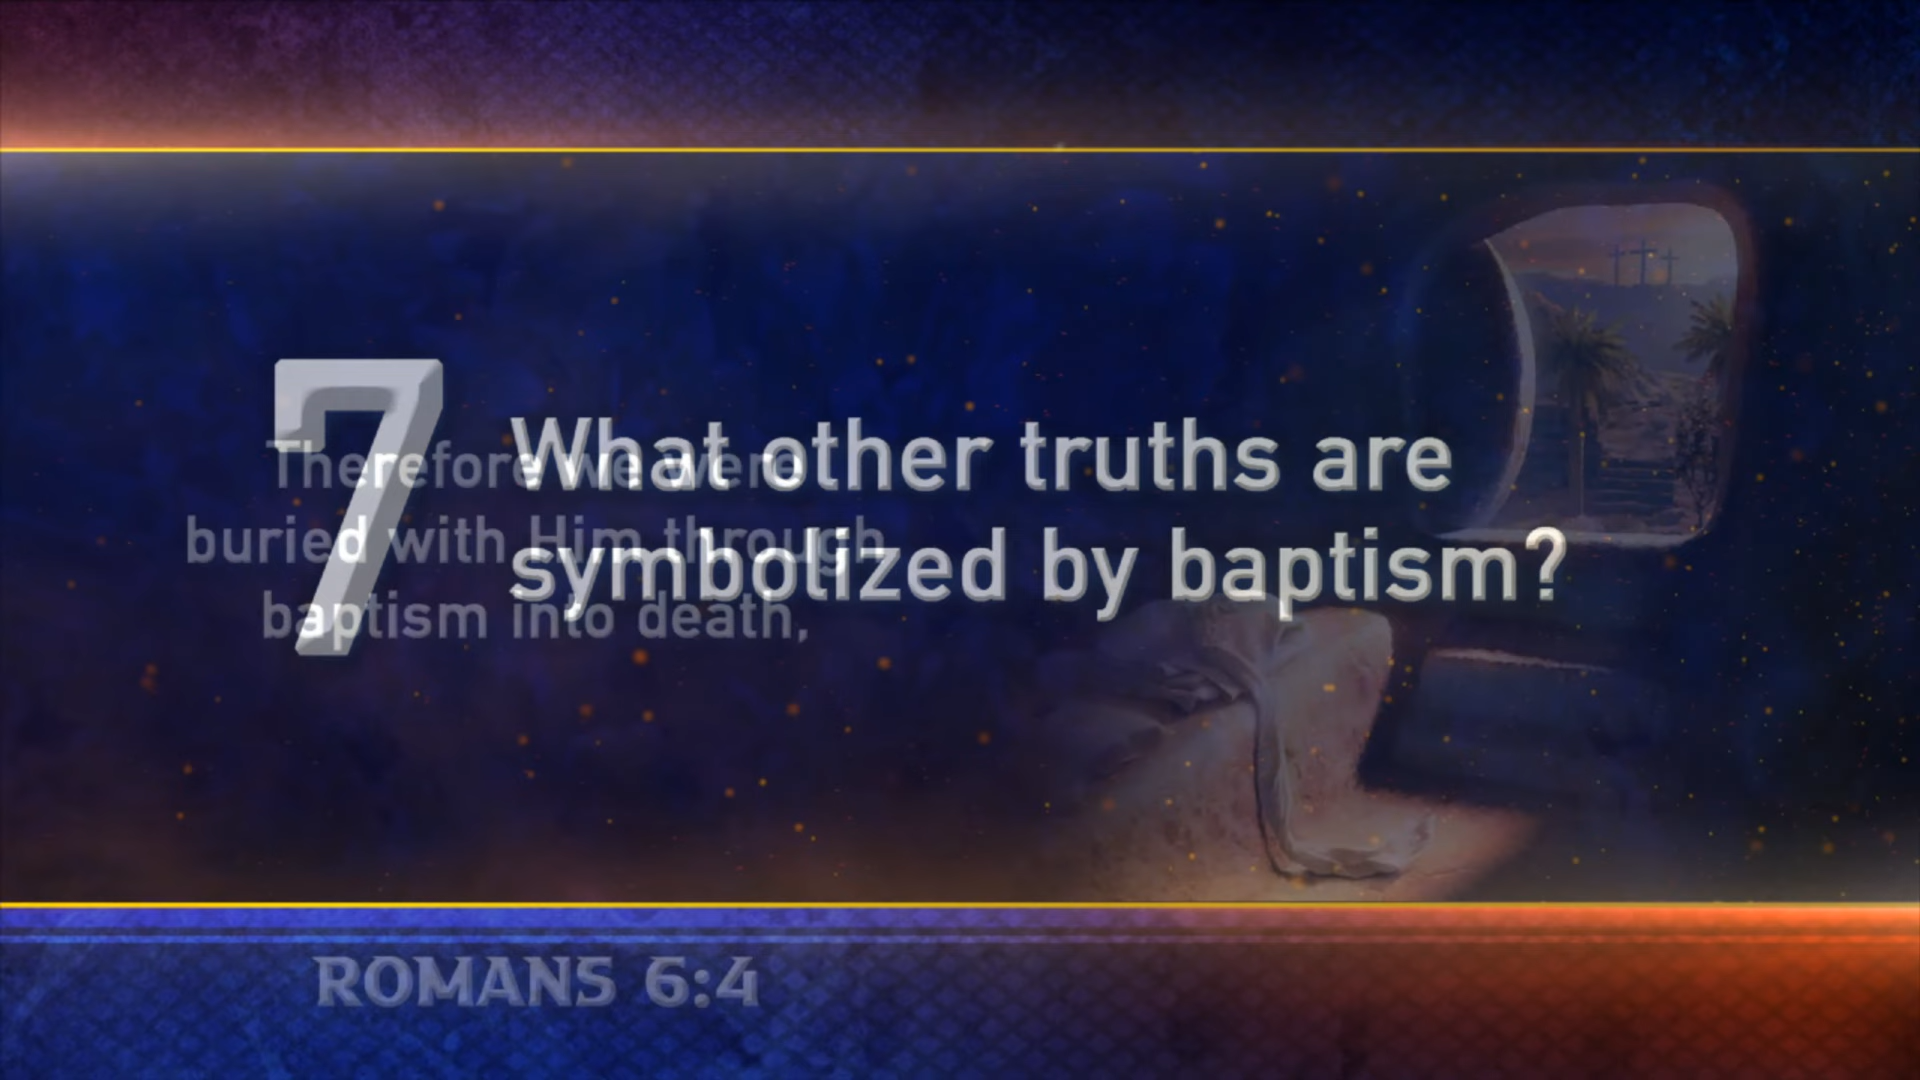 7
What other truths are
symbolized by baptism?
Therefore we were
buried with Him through
baptism into death,
ROMANS 6:4